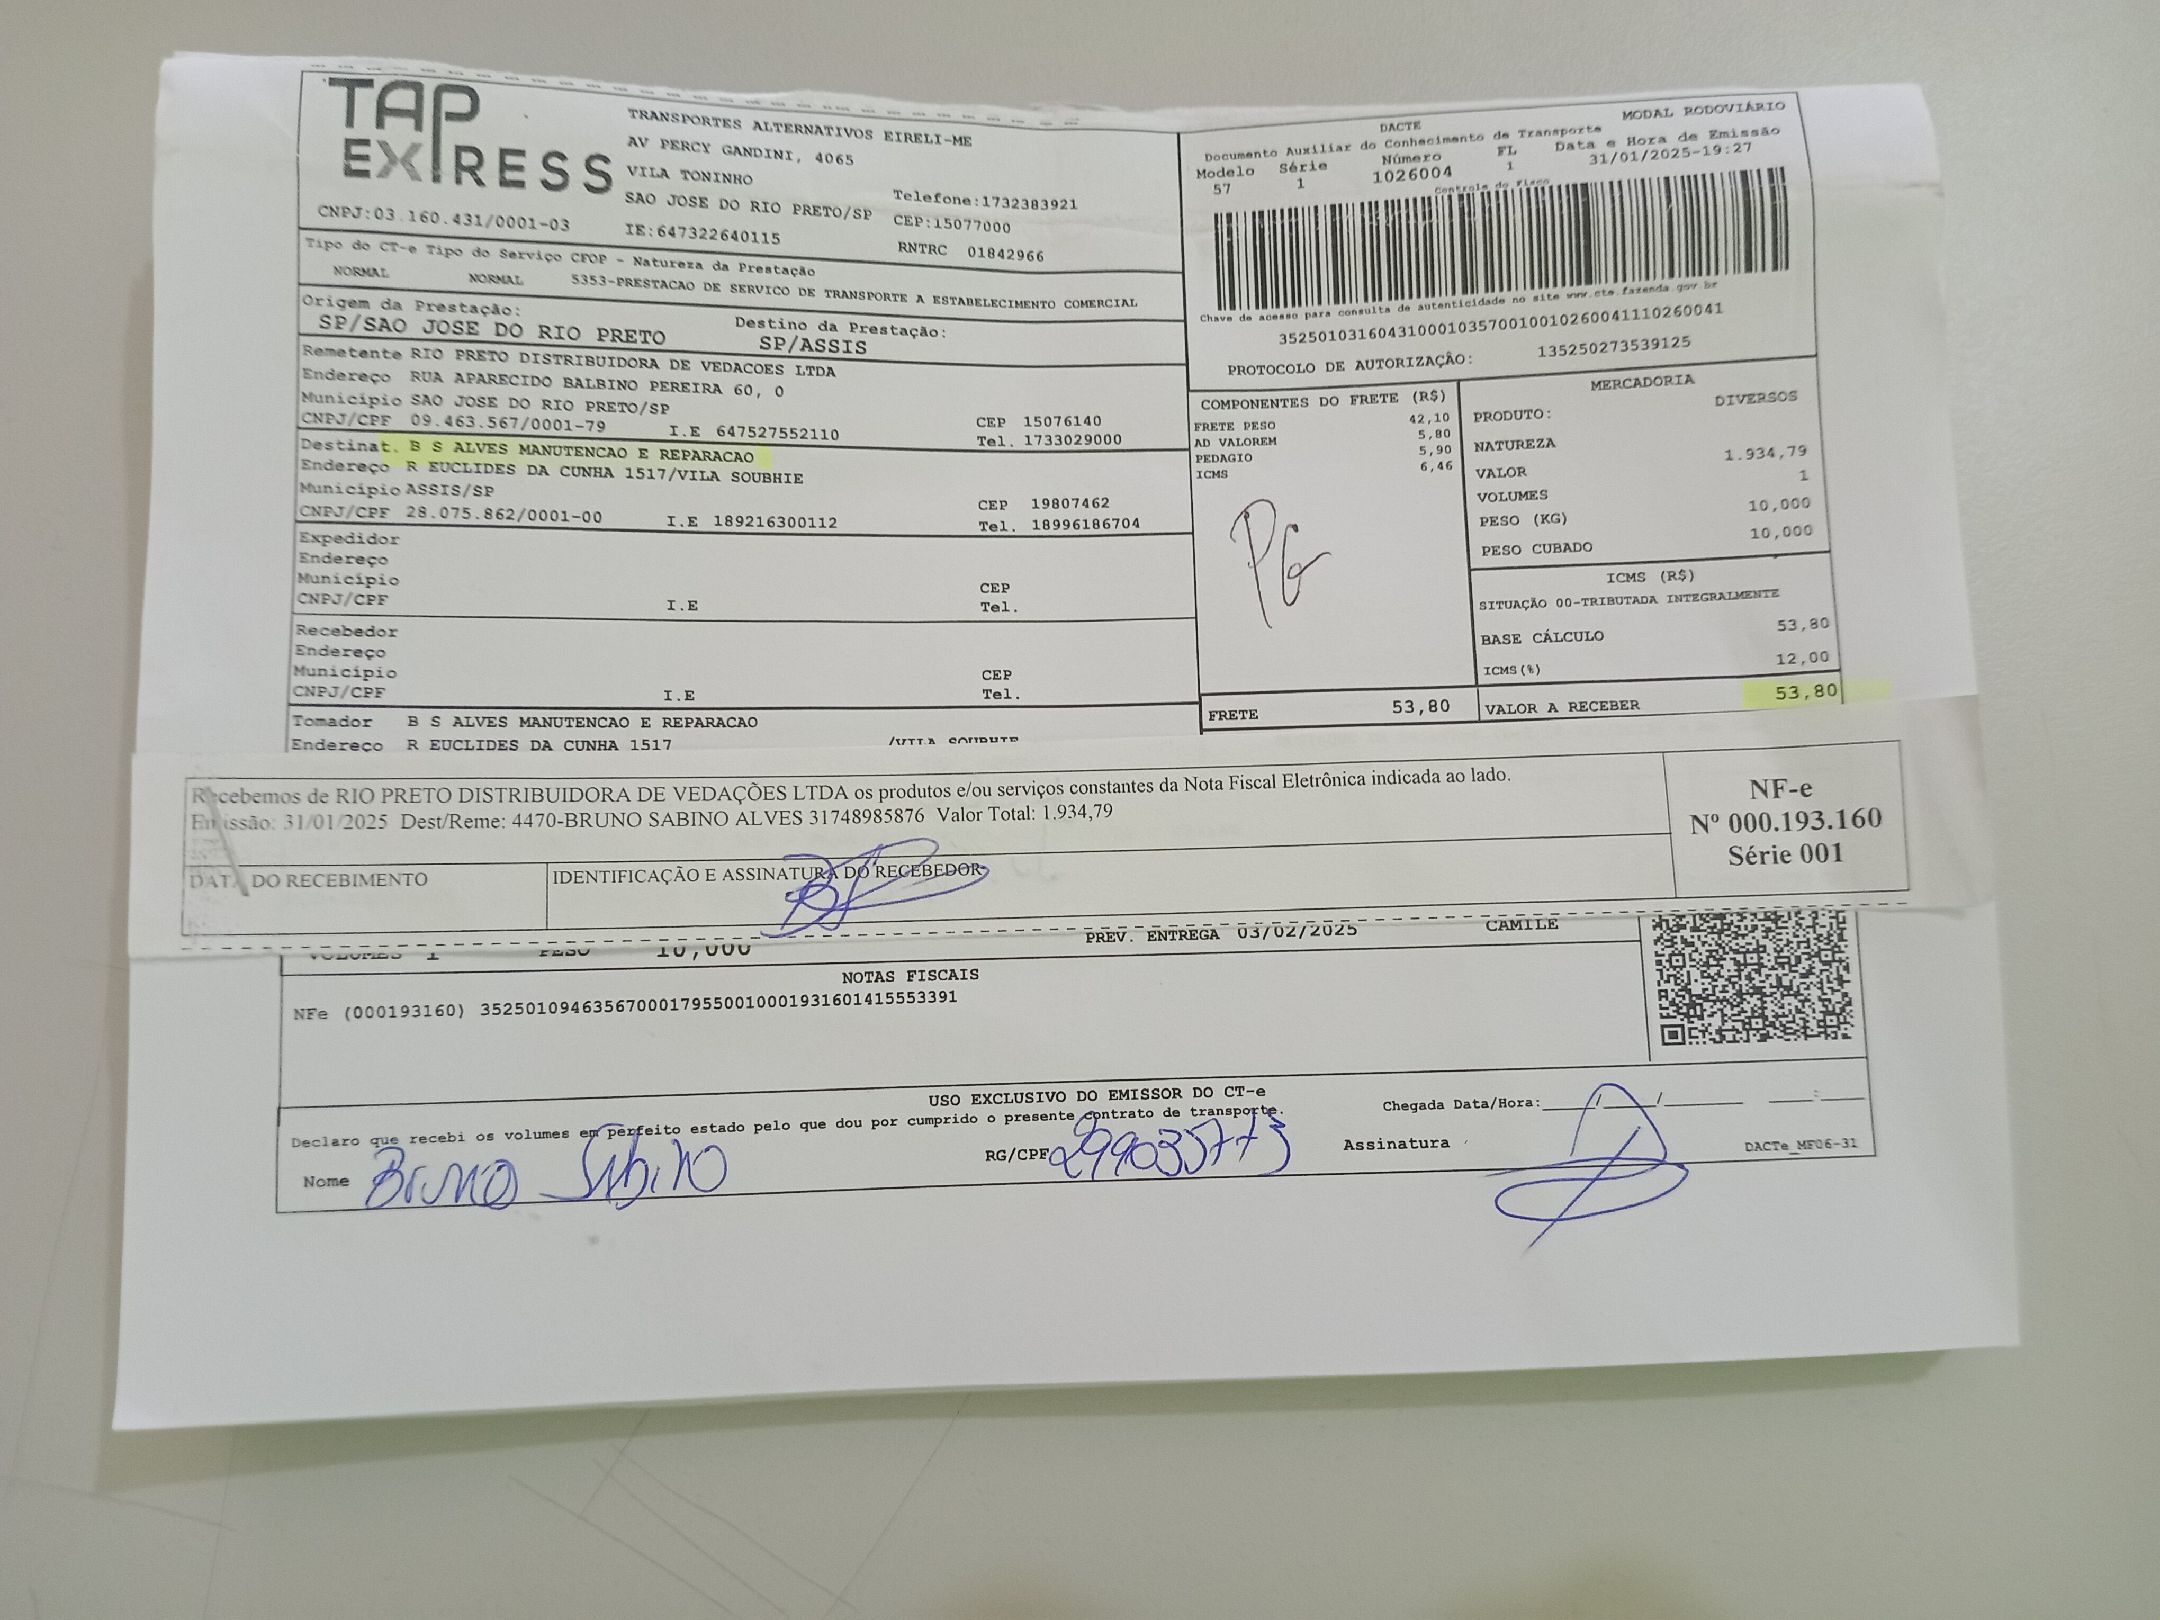 TAP EXPRESS
TRANSPORTES ALTERNATIVOS EIRELI-ME
AV PERCY GANDINI, 4065
VILA TONINHO
SAO JOSE DO RIO PRETO/SP
Telefone:1732383921
CEP:15077000
CNPJ:03.160.431/0001-03
IE:647322640115
RNTRC 01842966
Tipo do CT-e Tipo do Serviço CFOP - Natureza da Prestação
NORMAL NORMAL 5353-PRESTACAO DE SERVICO DE TRANSPORTE A ESTABELECIMENTO COMERCIAL
Origem da Prestação:
SP/SAO JOSE DO RIO PRETO
Destino da Prestação:
SP/ASSIS
Remetente RIO PRETO DISTRIBUIDORA DE VEDACOES LTDA
Endereço RUA APARECIDO BALBINO PEREIRA 60, 0
Município SAO JOSE DO RIO PRETO/SP CEP 15076140
CNPJ/CPF 09.463.567/0001-79 I.E 647527552110 Tel. 1733029000
Destinat. B S ALVES MANUTENCAO E REPARACAO
Endereço R EUCLIDES DA CUNHA 1517/VILA SOUBHIE
Município ASSIS/SP CEP 19807462
CNPJ/CPF 28.075.862/0001-00 I.E 189216300112 Tel. 18996186704
Expedidor
Endereço
Município CEP
CNPJ/CPF I.E Tel.
Recebedor
Endereço
Município CEP
CNPJ/CPF I.E Tel.
Tomador B S ALVES MANUTENCAO E REPARACAO
Endereço R EUCLIDES DA CUNHA 1517 /VILA SOUBHIE
DACTE MODAL RODOVIÁRIO
Documento Auxiliar do Conhecimento de Transporte
Modelo Série Número FL Data e Hora de Emissão
57 1 1026004 1 31/01/2025-19:27
Controle do Fisco
Chave de acesso para consulta de autenticidade no site www.cte.fazenda.gov.br
35250103160431000103570010010260041110260041
PROTOCOLO DE AUTORIZAÇÃO: 135250273539125
COMPONENTES DO FRETE (R$)
FRETE PESO 42,10
AD VALOREM 5,80
PEDAGIO 5,90
ICMS 6,46
PG
MERCADORIA
PRODUTO: DIVERSOS
NATUREZA
VALOR 1.934,79
VOLUMES 1
PESO (KG) 10,000
PESO CUBADO 10,000
ICMS (R$)
SITUAÇÃO 00-TRIBUTADA INTEGRALMENTE
BASE CÁLCULO 53,80
ICMS(%) 12,00
FRETE 53,80
VALOR A RECEBER 53,80
Recebemos de RIO PRETO DISTRIBUIDORA DE VEDAÇÕES LTDA os produtos e/ou serviços constantes da Nota Fiscal Eletrônica indicada ao lado.
Emissão: 31/01/2025 Dest/Reme: 4470-BRUNO SABINO ALVES 31748985876 Valor Total: 1.934,79
DATA DO RECEBIMENTO
IDENTIFICAÇÃO E ASSINATURA DO RECEBEDOR
NF-e
Nº 000.193.160
Série 001
VOLUMES 1 PESO 10,000 PREV. ENTREGA 03/02/2025 CAMILE
NOTAS FISCAIS
NFe (000193160) 35250109463567000179550010001931601415553391
USO EXCLUSIVO DO EMISSOR DO CT-e
Declaro que recebi os volumes em perfeito estado pelo que dou por cumprido o presente contrato de transporte.
Chegada Data/Hora:____/____/______ ___:___
Nome Bruno Sabino
RG/CPF 299035773
Assinatura
DACTe_MF06-31